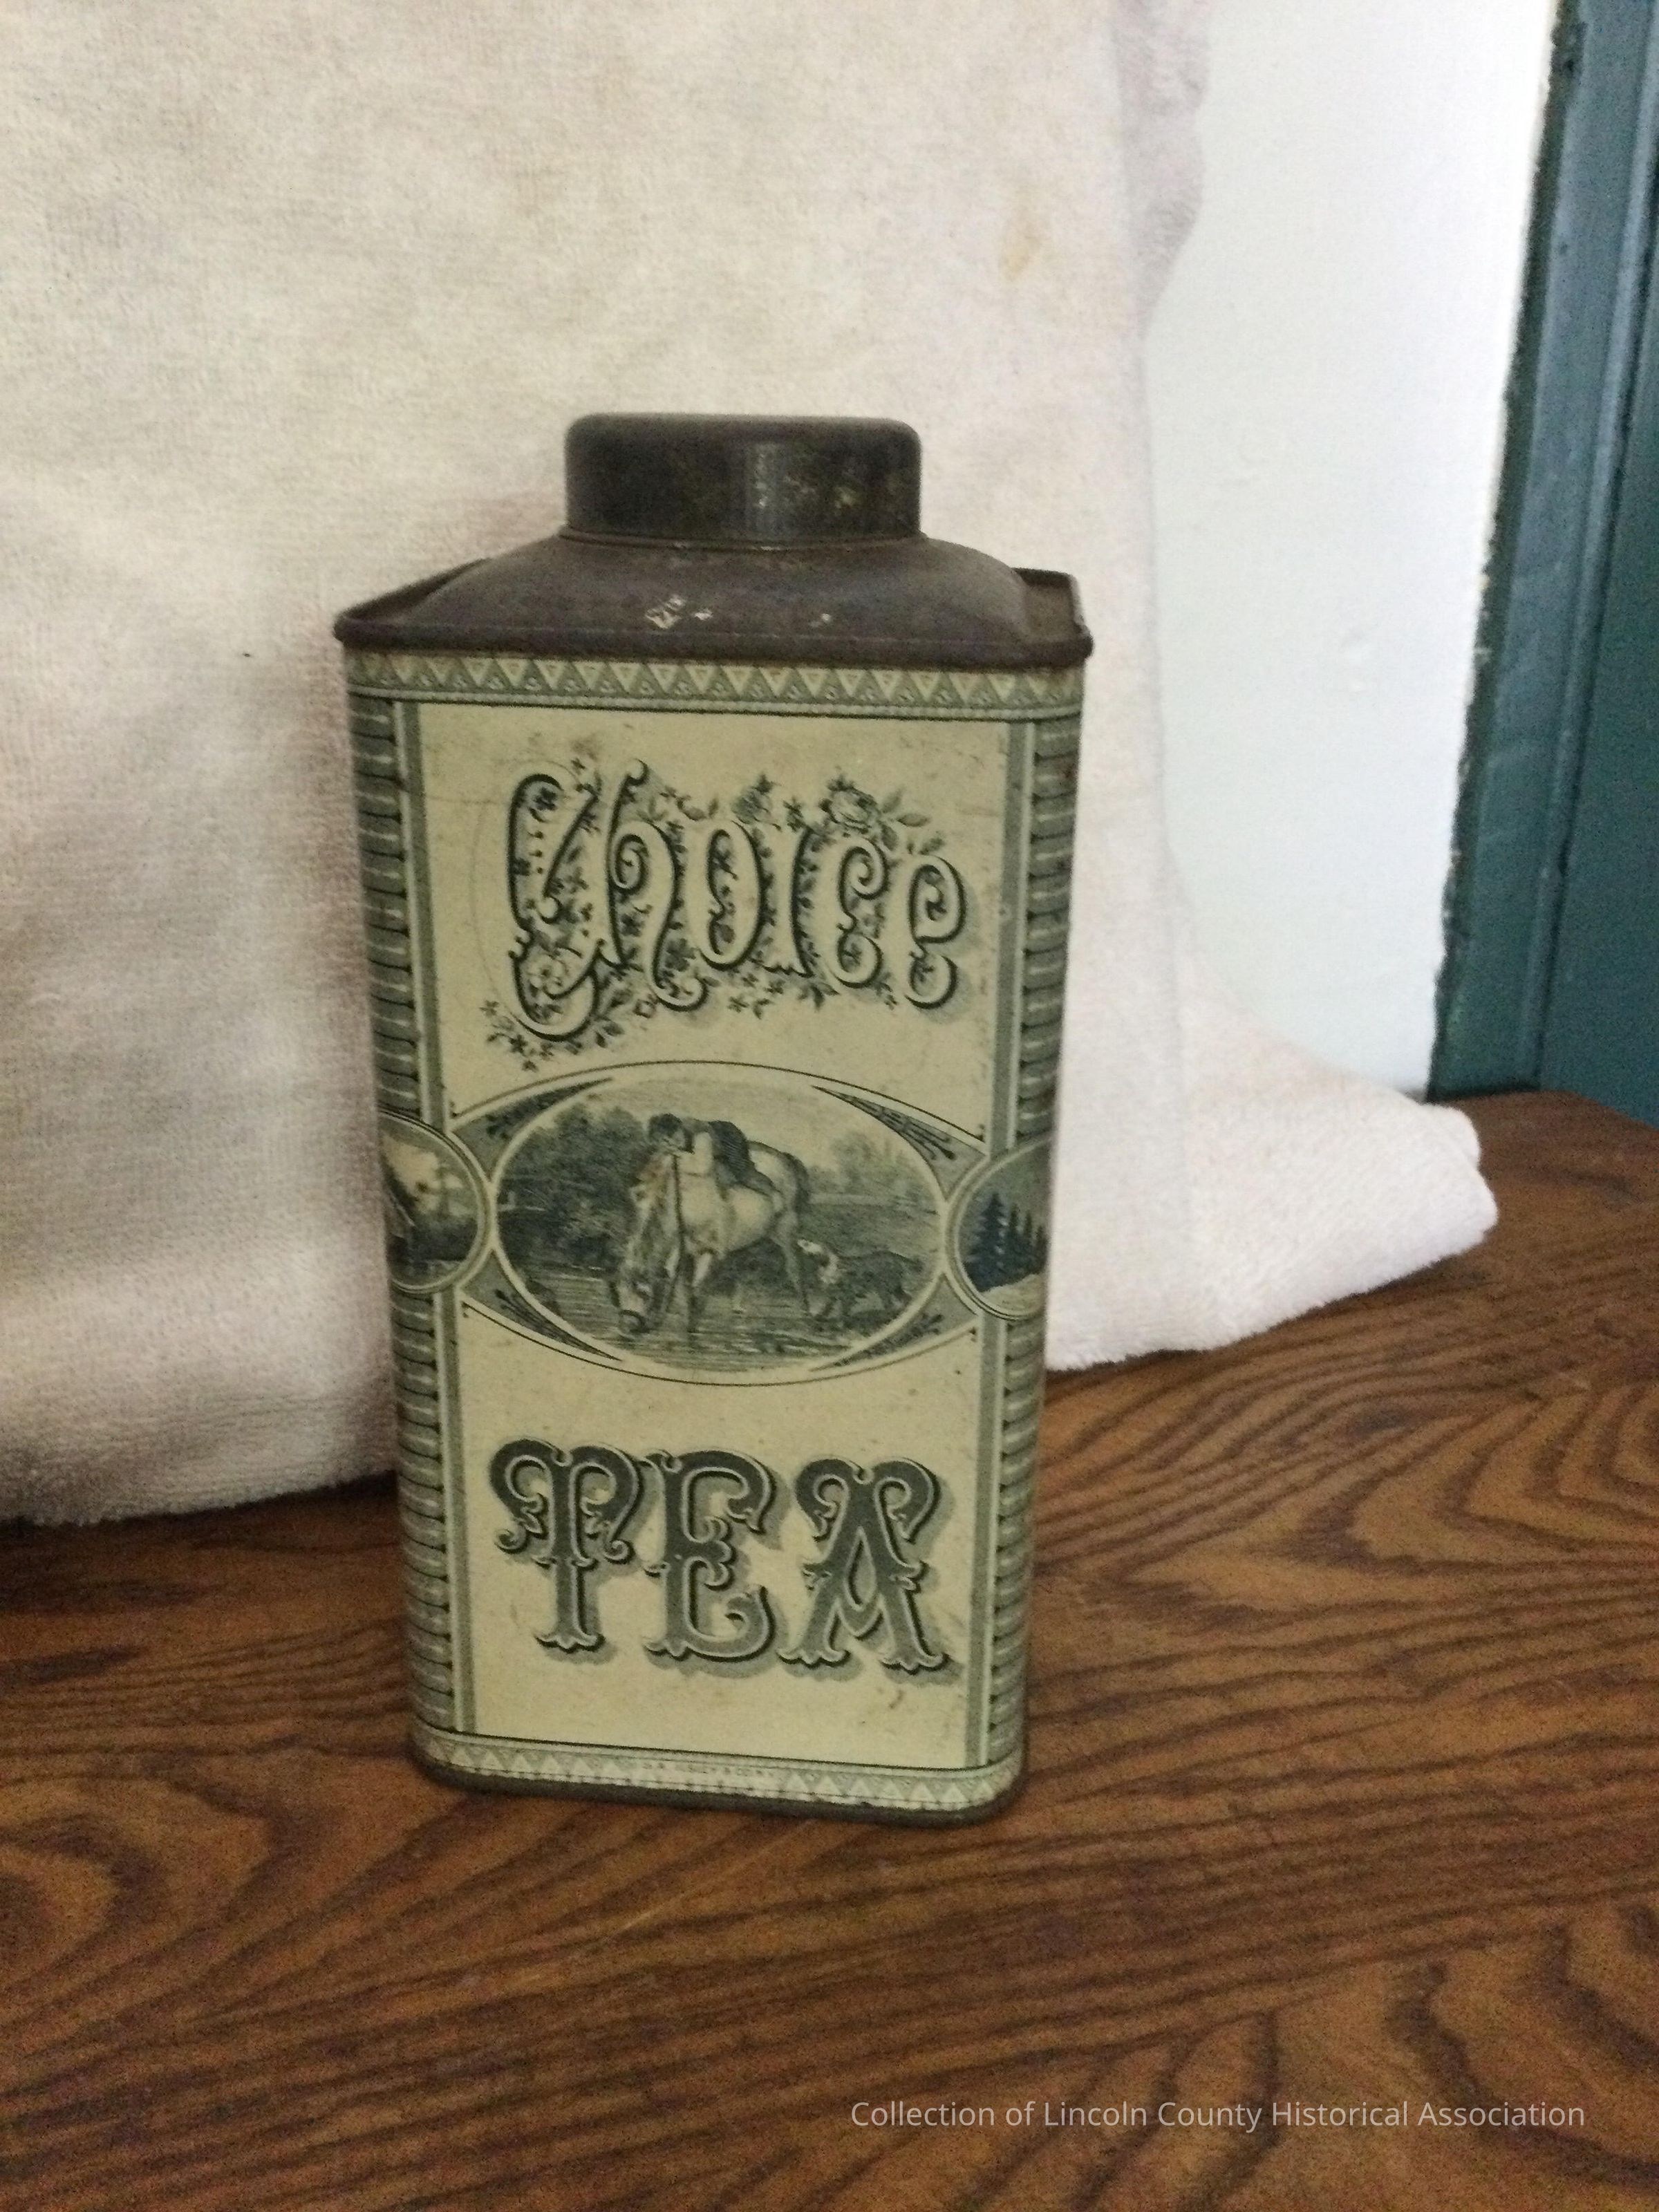 Choice
TEA
Collection of Lincoln County Historical Association